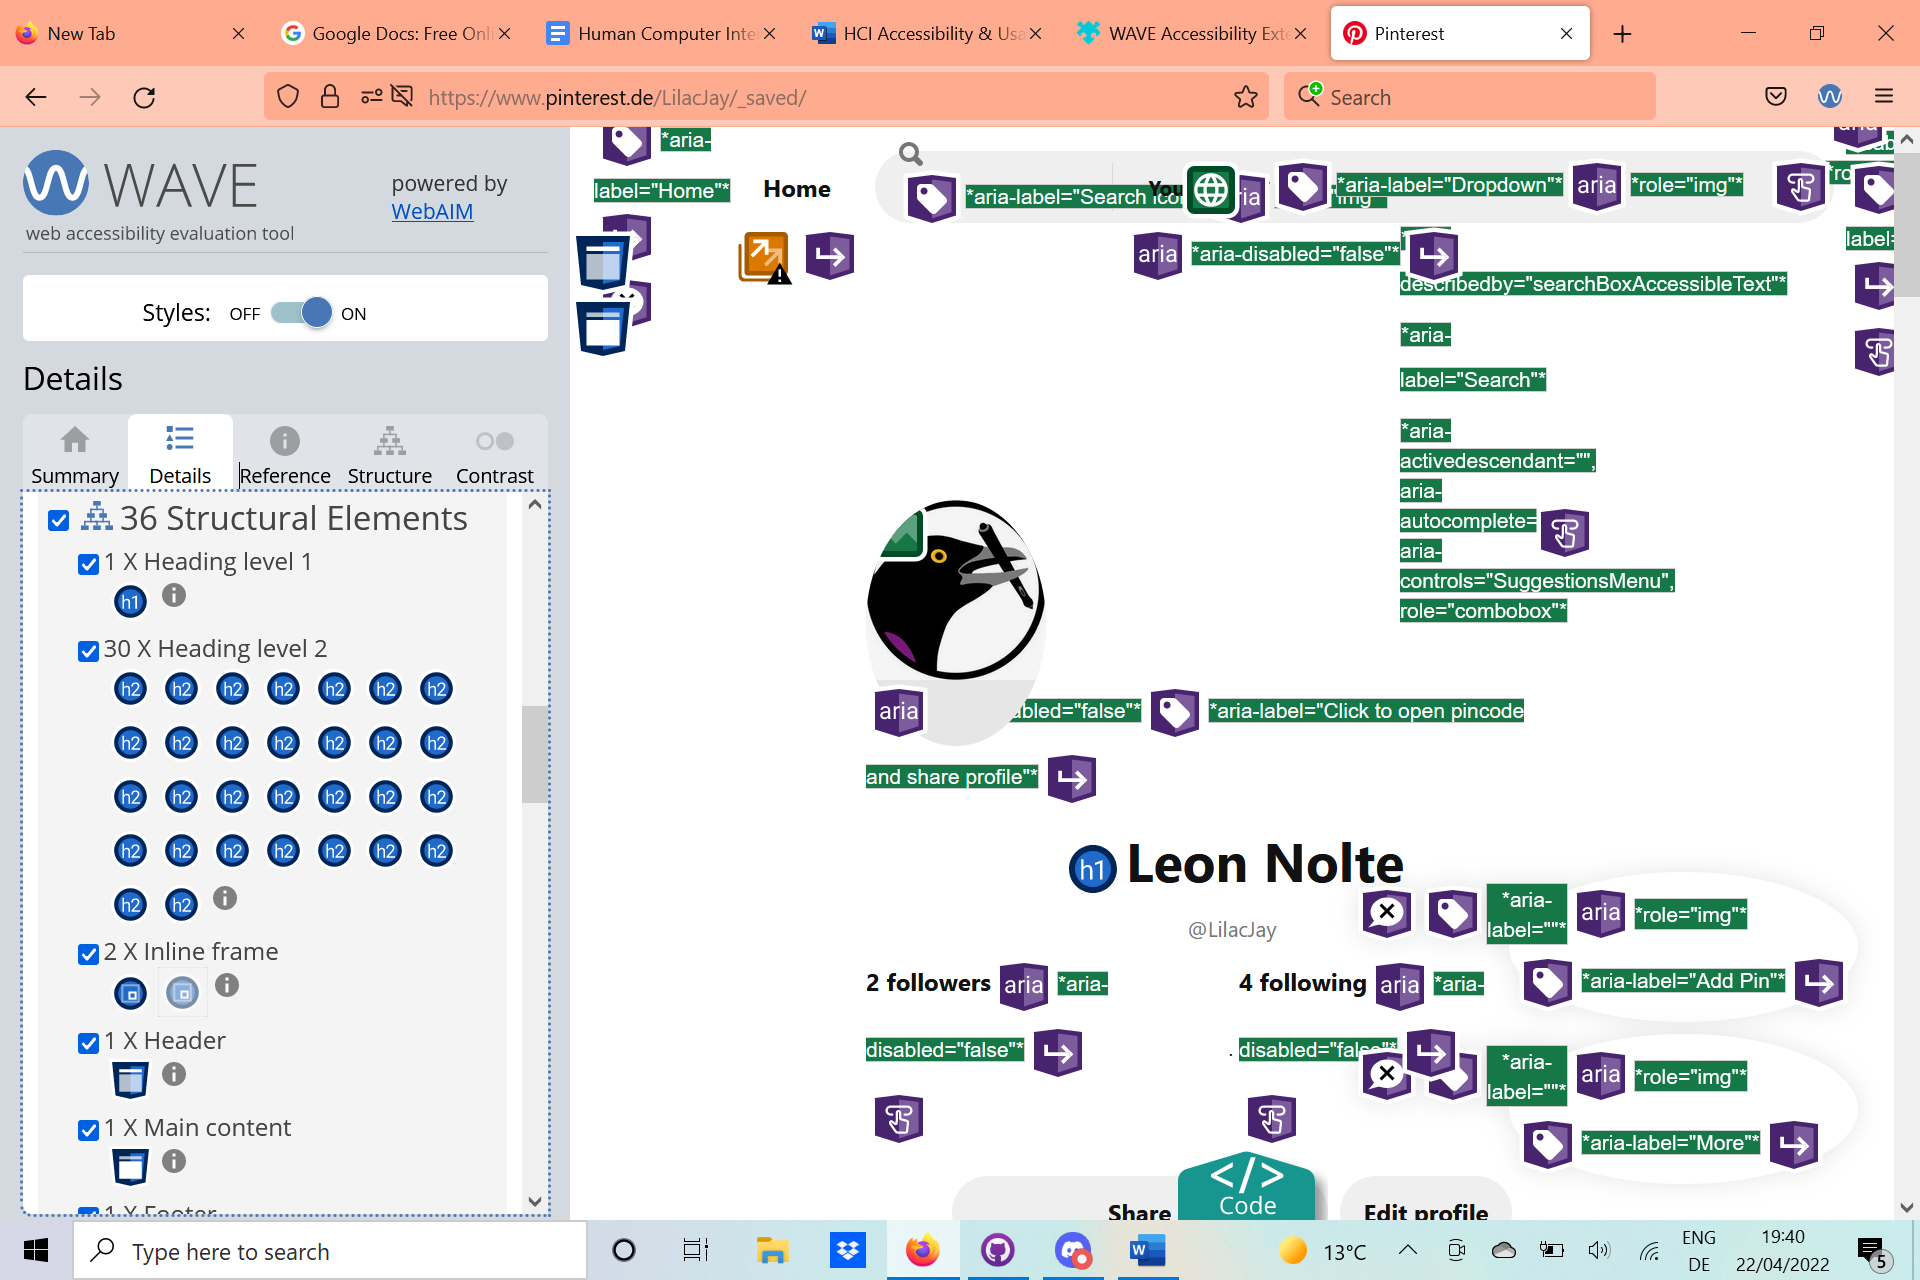 New Tab
Google Docs: Free Onli
Human Computer Inte
HCI Accessibility & Usa
WAVE Accessibility Exte
Pinterest
https://www.pinterest.de/LilacJay/_saved/
Search
WAVE
powered by
WebAIM
web accessibility evaluation tool
Styles: OFF ON
Details
Summary Details Reference Structure Contrast
36 Structural Elements
1 X Heading level 1
h1
30 X Heading level 2
h2 h2 h2 h2 h2 h2 h2
h2 h2 h2 h2 h2 h2 h2
h2 h2 h2 h2 h2 h2 h2
h2 h2 h2 h2 h2 h2 h2
h2 h2
2 X Inline frame
1 X Header
1 X Main content
1 X Footer
*aria-
label="Home"*
Home
*aria-label="Search
You
*aria-label="Dropdown"*
aria
*role="img"*
label=
aria
*aria-disabled="false"*
describedby="searchBoxAccessibleText"*
*aria-
label="Search"*
*aria-
activedescendant="",
aria-
autocomplete=
aria-
controls="SuggestionsMenu",
role="combobox"*
aria
abled="false"*
*aria-label="Click to open pincode
and share profile"*
h1 Leon Nolte
@LilacJay
*aria-
label=""*
aria
*role="img"*
*aria-label="Add Pin"*
2 followers aria *aria-
disabled="false"*
4 following aria *aria-
. disabled="false"*
*aria-
label=""*
aria
*role="img"*
*aria-label="More"*
Share
</>
Code
Edit profile
Type here to search
13°C
ENG
DE
19:40
22/04/2022
5